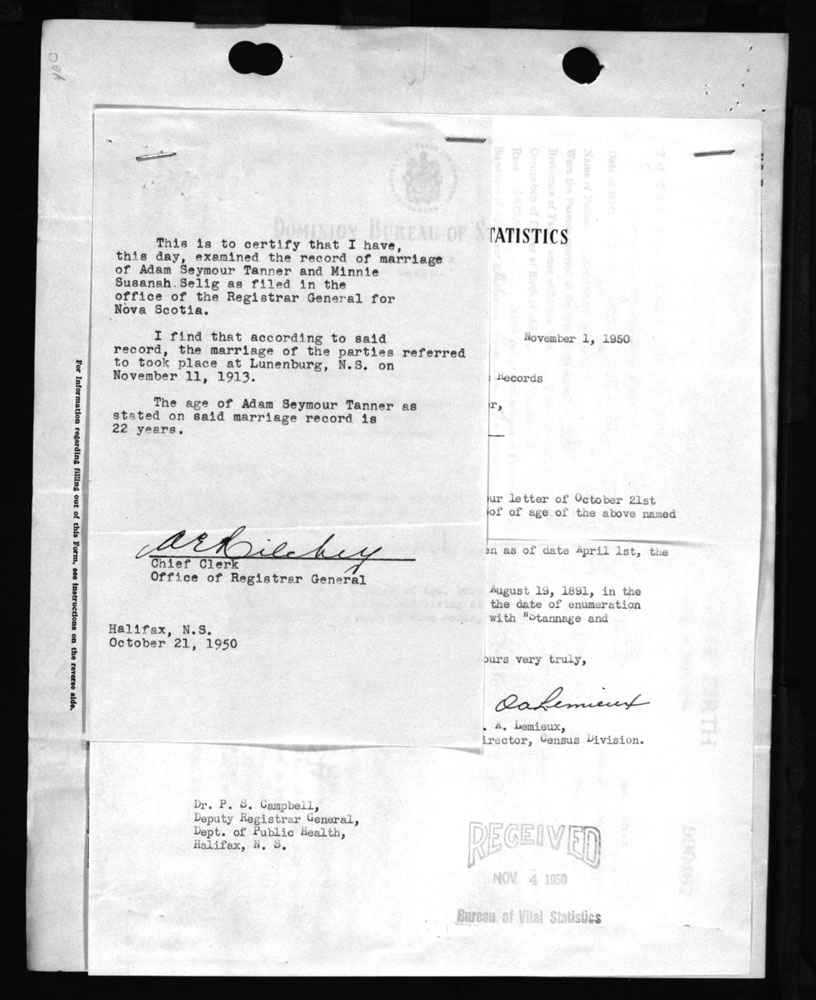 This is to certify that I have,
this day, examined the record of marriage
of Adam Seymour Tanner and Minnie
Susanah Selig as filed in the
office of the Registrar General for
Nova Scotia.
I find that according to said
record, the marriage of the parties referred
to took place at Lunenburg, N.S. on
November 11, 1913.
The age of Adam Seymour Tanner as
stated on said marriage record is
22 years.
Chief Clerk
Office of Registrar General
Halifax, N.S.
October 21, 1950
For Information regarding filling out of this Form, see instructions on the reverse side.
DOMINION BUREAU OF STATISTICS
November 1, 1950
Records
r,
ur letter of October 21st
of of age of the above named
en as of date April 1st, the
August 19, 1891, in the
the date of enumeration
with "Stannage and
ours very truly,
OALemieux
. A. Lemieux,
irector, Census Division.
Dr. P. S. Campbell,
Deputy Registrar General,
Dept. of Public Health,
Halifax, N. S.
RECEIVED
NOV. 4 1950
Bureau of Vital Statistics